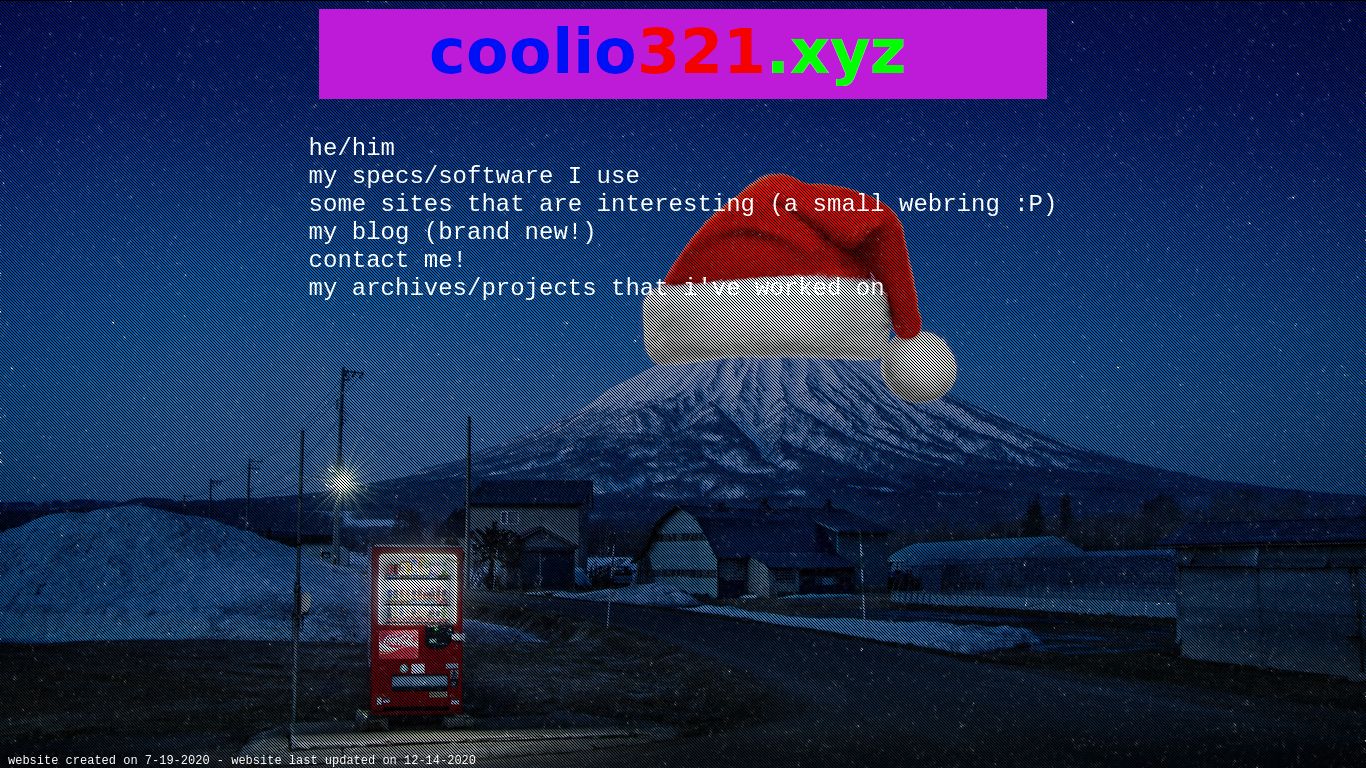 coolio321.xyz
he/him
my specs/software I use
some sites that are interesting (a small webring :P)
my blog (brand new!)
contact me!
my archives/projects that i've worked on
website created on 7-19-2020 - website last updated on 12-14-2020